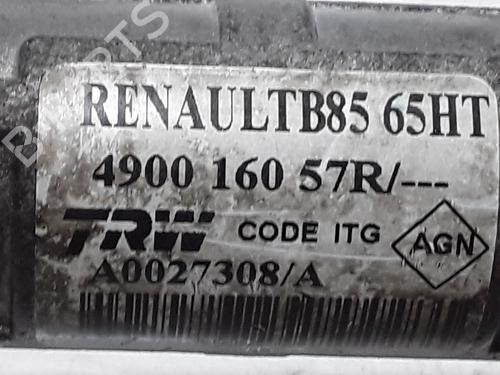 RENAULTB85 65HT
4900 160 57R/---
TRW CODE ITG AGN
A0027308/A